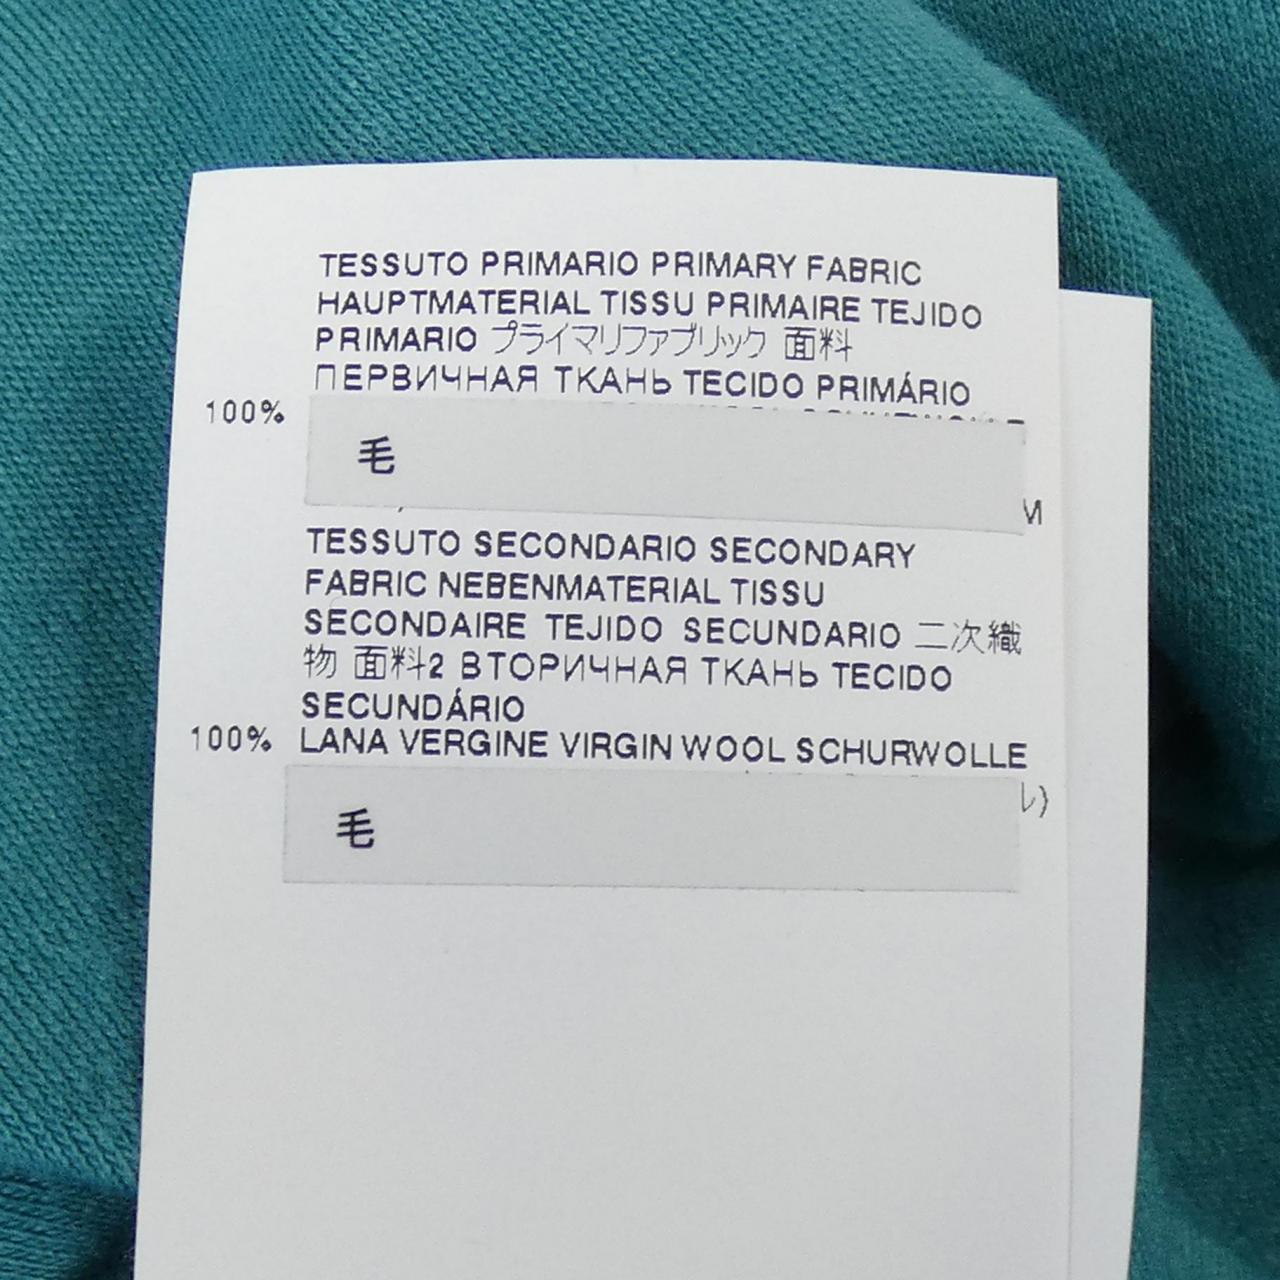 TESSUTO PRIMARIO PRIMARY FABRIC
HAUPTMATERIAL TISSU PRIMAIRE TEJIDO
PRIMARIO プライマリファブリック 面料
ПЕРВИЧНАЯ ТКАНЬ TECIDO PRIMÁRIO
100%
毛
M
TESSUTO SECONDARIO SECONDARY
FABRIC NEBENMATERIAL TISSU
SECONDAIRE TEJIDO SECUNDARIO 二次織
物 面料2 ВТОРИЧНАЯ ТКАНЬ TECIDO
SECUNDÁRIO
100% LANA VERGINE VIRGIN WOOL SCHURWOLLE
ル)
毛